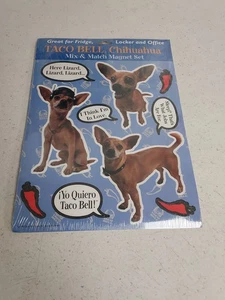 Great for Fridge, Locker and Office
TACO BELL Chihuahua
Mix & Match Magnet Set
Here Lizard,
Lizard, Lizard...
I Think I'm
In Love
¡Yo Quiero
Taco Bell!